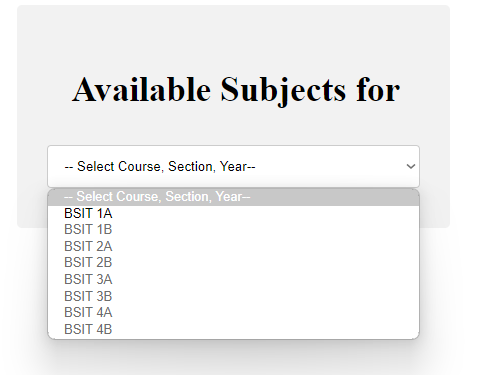 Available Subjects for
-- Select Course, Section, Year--
-- Select Course, Section, Year--
BSIT 1A
BSIT 1B
BSIT 2A
BSIT 2B
BSIT 3A
BSIT 3B
BSIT 4A
BSIT 4B